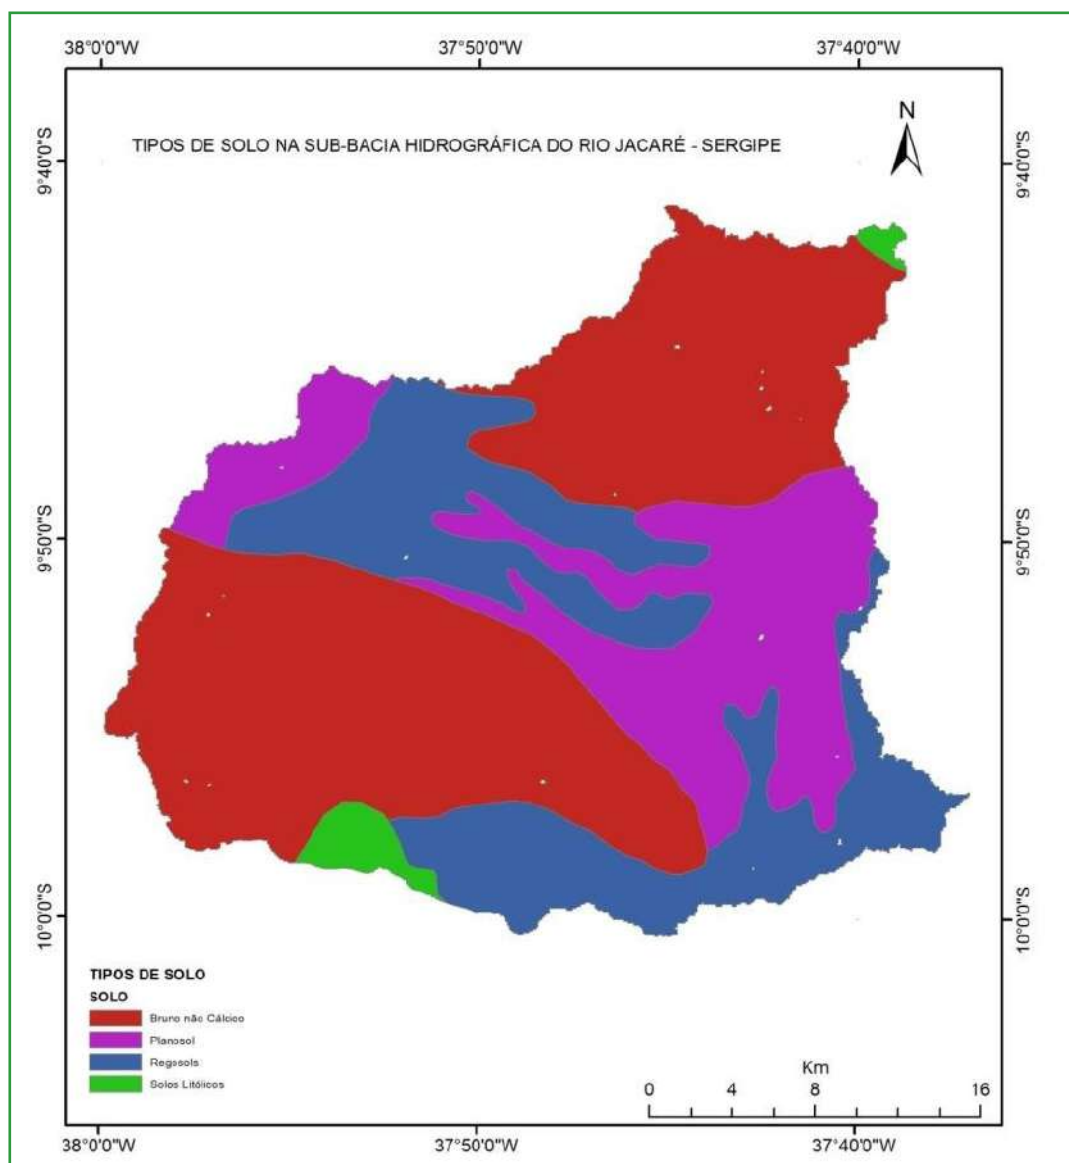 38°0'0"W 37°50'0"W 37°40'0"W
N
TIPOS DE SOLO NA SUB-BACIA HIDROGRÁFICA DO RIO JACARÉ - SERGIPE
9°40'0"S 9°40'0"S
9°50'0"S 9°50'0"S
10°0'0"S 10°0'0"S
TIPOS DE SOLO
SOLO
Bruno não Cálcico
Planosol
Regosols
Solos Litólicos
Km
0 4 8 16
38°0'0"W 37°50'0"W 37°40'0"W